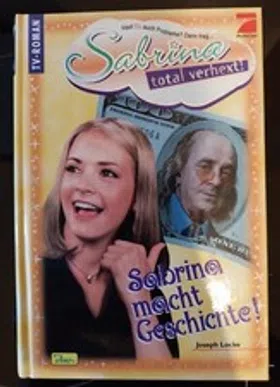 TV-ROMAN
Sabrina
total verhext!
Sabrina
macht
Geschichte!
Joseph Locke